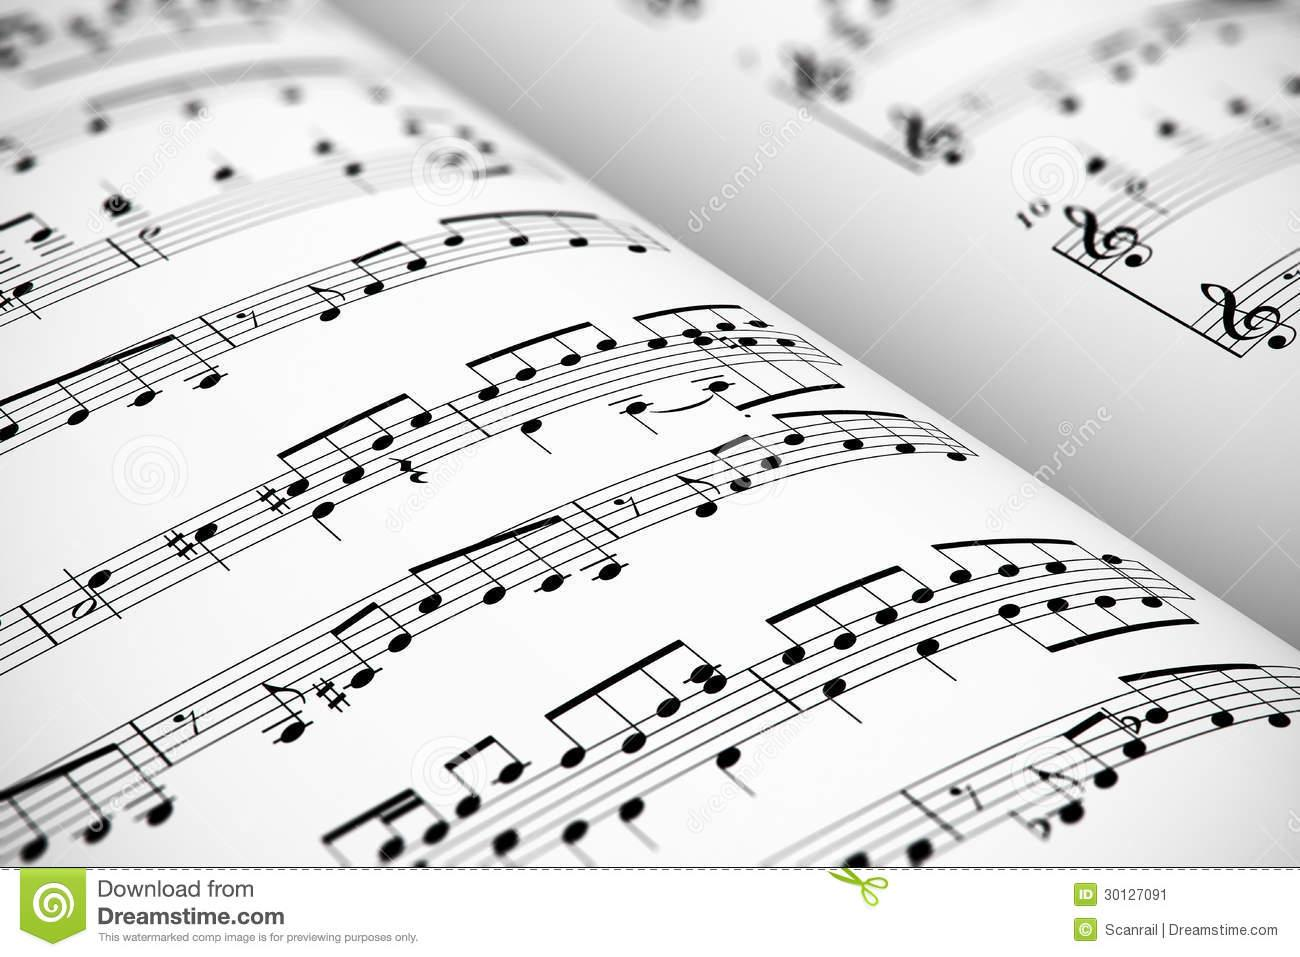 10
Download from
Dreamstime.com
This watermarked comp image is for previewing purposes only.
ID 30127091
© Scanrail | Dreamstime.com